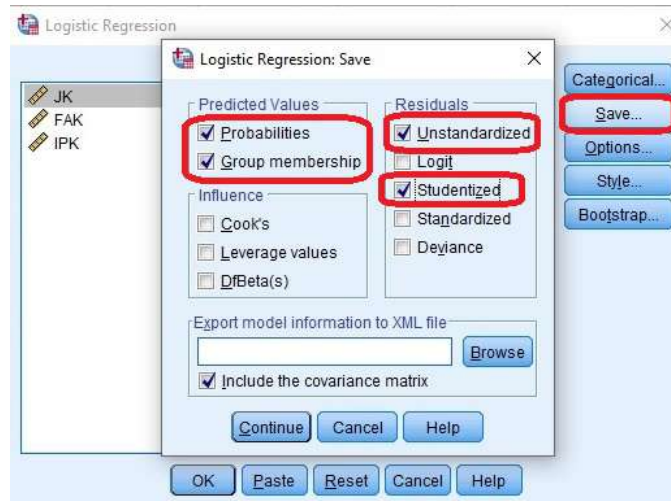 Logistic Regression
JK
FAK
IPK
Logistic Regression: Save
Predicted Values
Probabilities
Group membership
Influence
Cook's
Leverage values
DfBeta(s)
Residuals
Unstandardized
Logit
Studentized
Standardized
Deviance
Export model information to XML file
Browse
Include the covariance matrix
Continue Cancel Help
Categorical...
Save...
Options...
Style...
Bootstrap...
OK Paste Reset Cancel Help